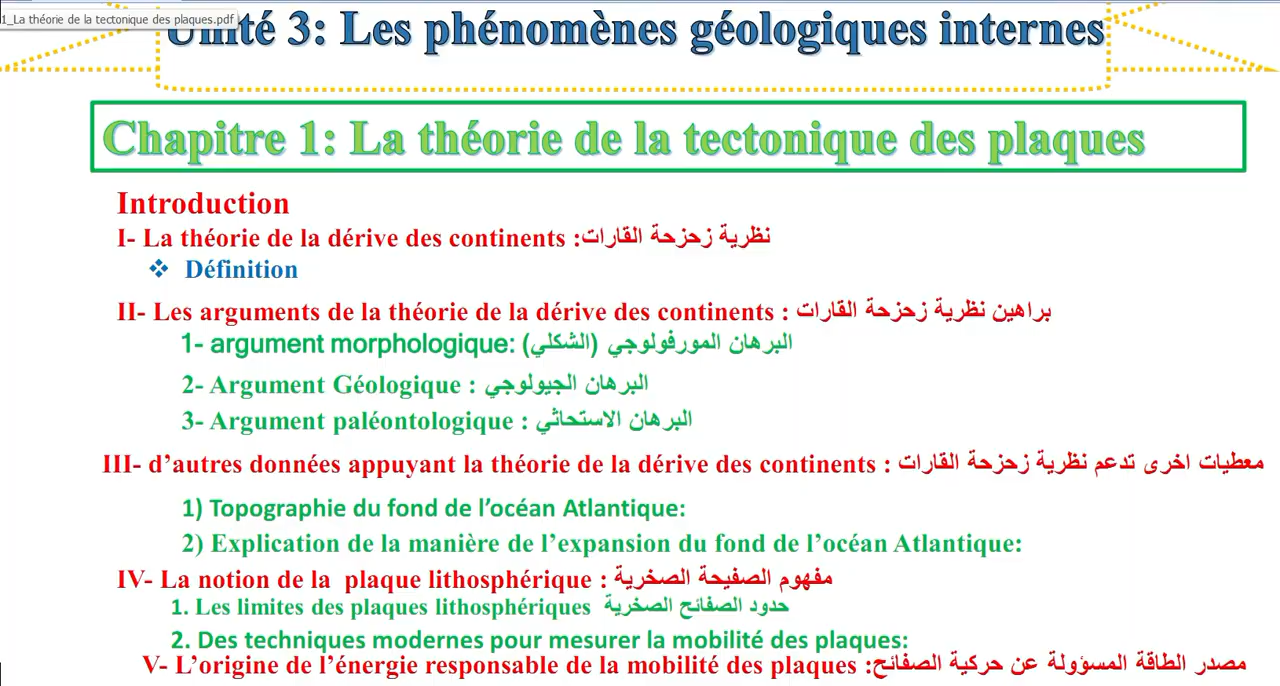 1_La théorie de la tectonique des plaques.pdf
Unité 3: Les phénomènes géologiques internes
Chapitre 1: La théorie de la tectonique des plaques
Introduction
I- La théorie de la dérive des continents :نظرية زحزحة القارات
❖ Définition
II- Les arguments de la théorie de la dérive des continents : براهين نظرية زحزحة القارات
1- argument morphologique: البرهان المورفولوجي (الشكلي)
2- Argument Géologique : البرهان الجيولوجي
3- Argument paléontologique : البرهان الاستحاثي
III- d’autres données appuyant la théorie de la dérive des continents : معطيات اخرى تدعم نظرية زحزحة القارات
1) Topographie du fond de l’océan Atlantique:
2) Explication de la manière de l’expansion du fond de l’océan Atlantique:
IV- La notion de la plaque lithosphérique : مفهوم الصفيحة الصخرية
1. Les limites des plaques lithosphériques حدود الصفائح الصخرية
2. Des techniques modernes pour mesurer la mobilité des plaques:
V- L’origine de l’énergie responsable de la mobilité des plaques :مصدر الطاقة المسؤولة عن حركية الصفائح